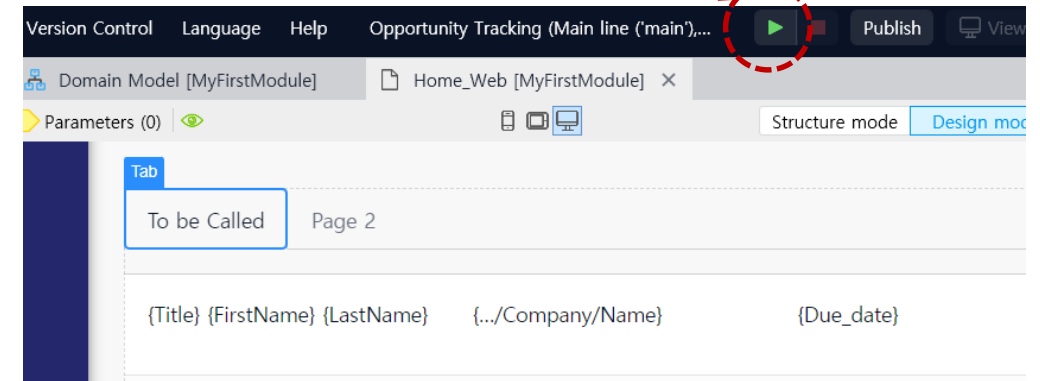 Version Control Language Help Opportunity Tracking (Main line ('main'),... Publish View
Domain Model [MyFirstModule] Home_Web [MyFirstModule]
Parameters (0) Structure mode Design mod
Tab
To be Called Page 2
{Title} {FirstName} {LastName} {.../Company/Name} {Due_date}